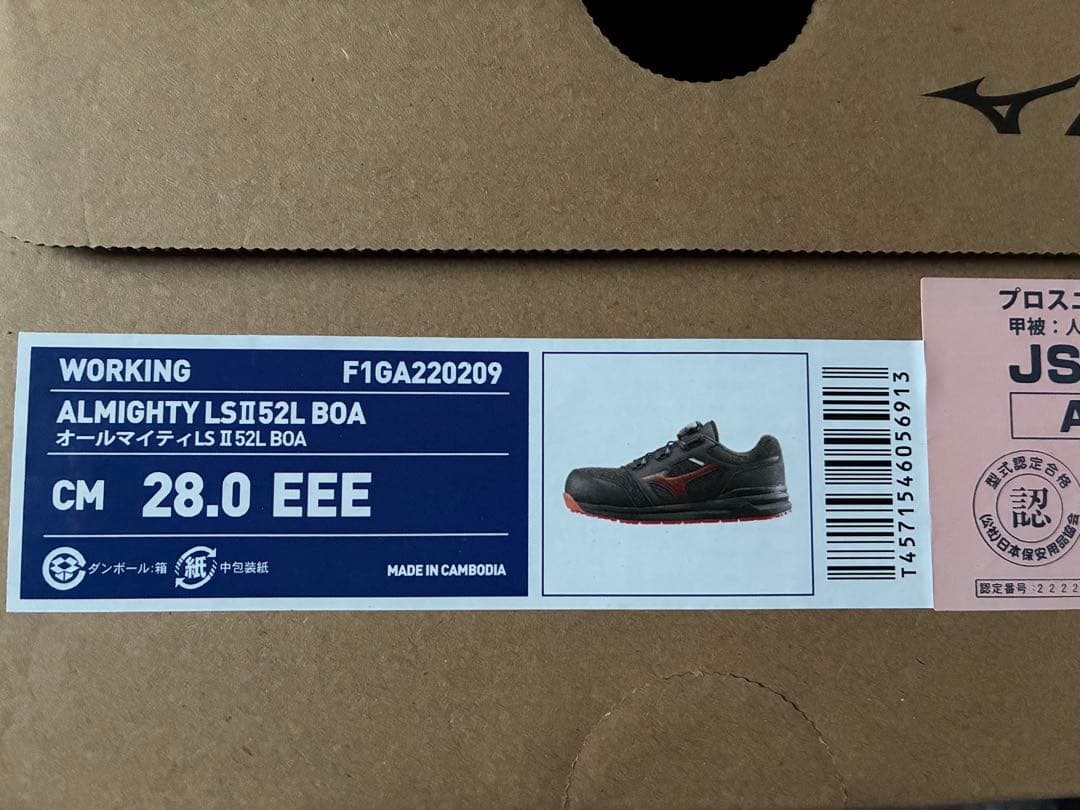 WORKING F1GA220209
ALMIGHTY LSⅡ52L BOA
オールマイティLSⅡ52L BOA
CM 28.0 EEE
ダンボール:箱 紙 中包装紙
MADE IN CAMBODIA
T4571546056913
プロスニ
甲被:人
JS
A
型式認定合格
認
(公社)日本保安用品協会
認定番号:2222